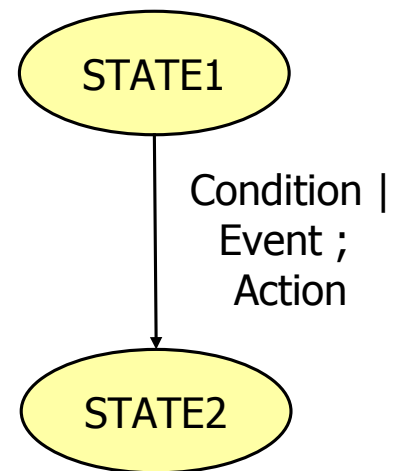 STATE1
Condition |
Event ;
Action
STATE2